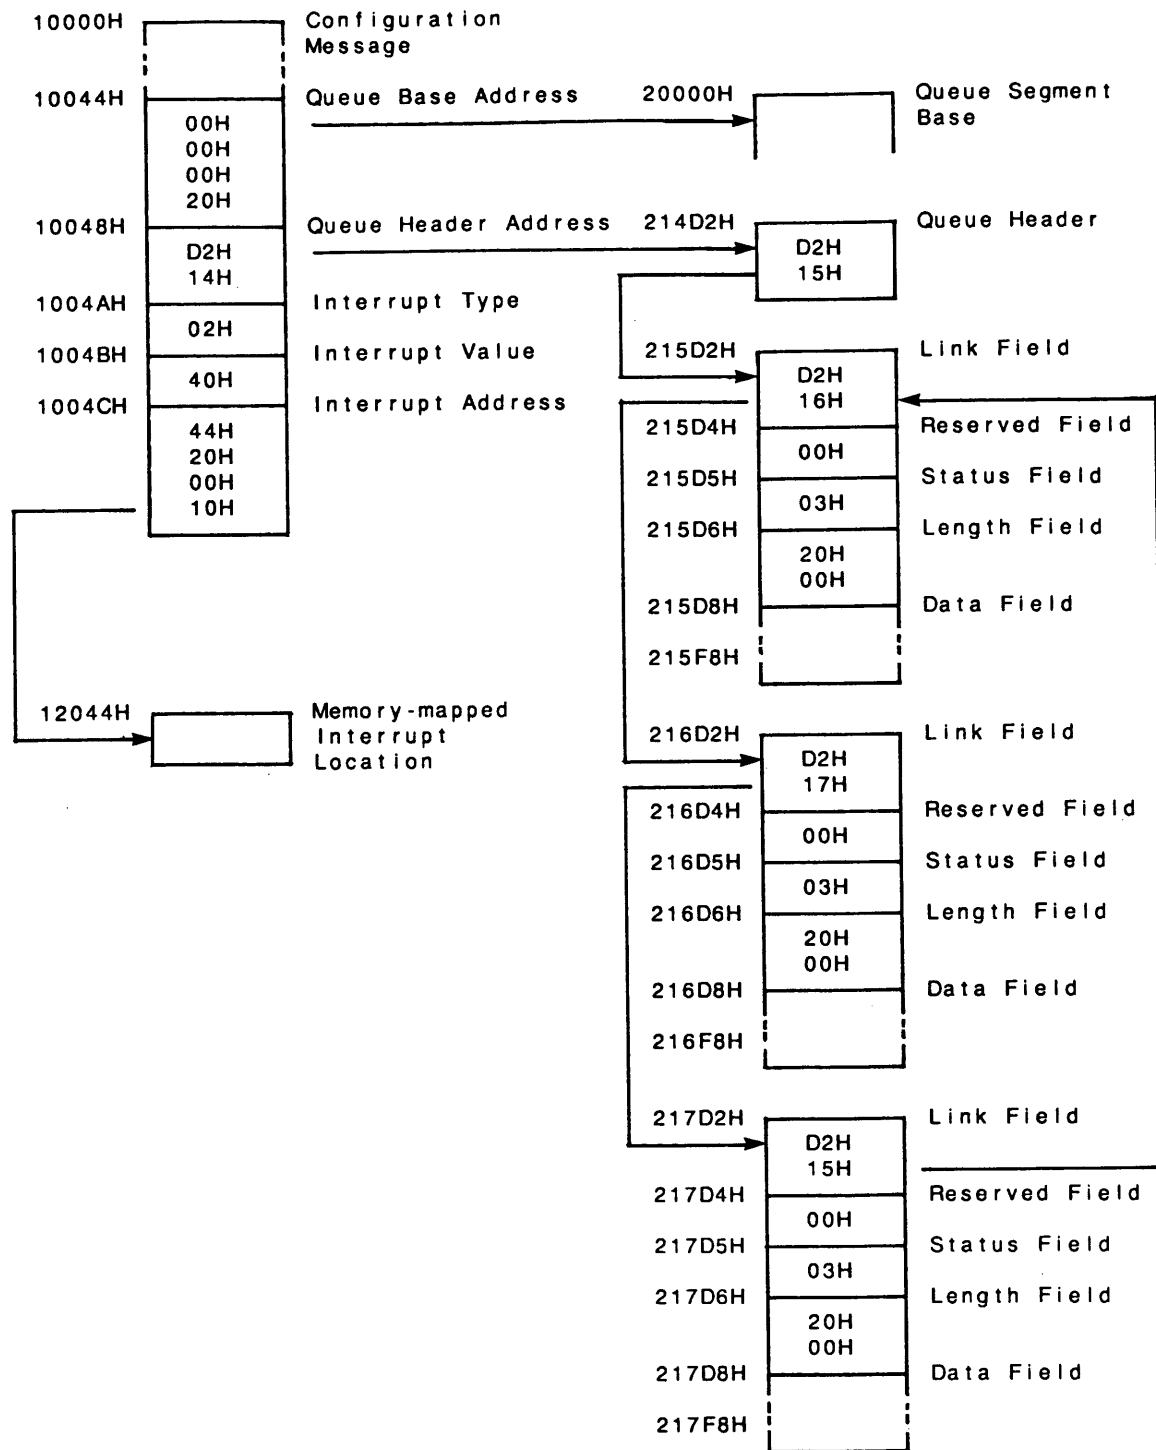 10000H
Configuration
Message
10044H
Queue Base Address
00H
00H
00H
20H
10048H
Queue Header Address
D2H
14H
1004AH
Interrupt Type
02H
1004BH
Interrupt Value
40H
1004CH
Interrupt Address
44H
20H
00H
10H
12044H
Memory-mapped
Interrupt
Location
20000H
Queue Segment
Base
214D2H
Queue Header
D2H
15H
215D2H
Link Field
D2H
16H
215D4H
Reserved Field
00H
215D5H
Status Field
03H
215D6H
Length Field
20H
00H
215D8H
Data Field
215F8H
216D2H
Link Field
D2H
17H
216D4H
Reserved Field
00H
216D5H
Status Field
03H
216D6H
Length Field
20H
00H
216D8H
Data Field
216F8H
217D2H
Link Field
D2H
15H
217D4H
Reserved Field
00H
217D5H
Status Field
03H
217D6H
Length Field
20H
00H
217D8H
Data Field
217F8H